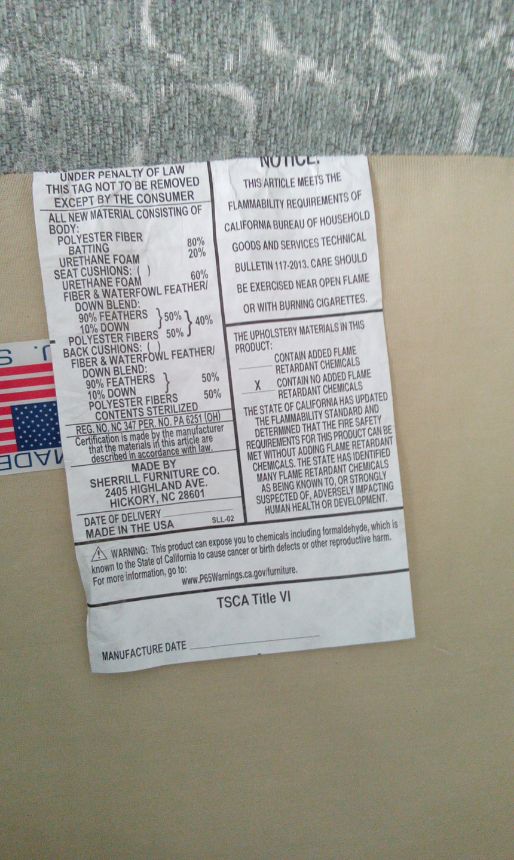 UNDER PENALTY OF LAW
THIS TAG NOT TO BE REMOVED
EXCEPT BY THE CONSUMER
ALL NEW MATERIAL CONSISTING OF
BODY:
POLYESTER FIBER
BATTING 80%
URETHANE FOAM 20%
SEAT CUSHIONS: ( )
URETHANE FOAM 60%
FIBER & WATERFOWL FEATHER/
DOWN BLEND:
90% FEATHERS } 50% } 40%
10% DOWN
POLYESTER FIBERS 50%
BACK CUSHIONS: ( )
FIBER & WATERFOWL FEATHER/
DOWN BLEND:
90% FEATHERS } 50%
10% DOWN
POLYESTER FIBERS 50%
CONTENTS STERILIZED
REG. NO. NC 347 PER. NO. PA 6251 (OH)
Certification is made by the manufacturer
that the materials in this article are
described in accordance with law.
MADE BY
SHERRILL FURNITURE CO.
2405 HIGHLAND AVE.
HICKORY, NC 28601
DATE OF DELIVERY
MADE IN THE USA SLL-02
NOTICE:
THIS ARTICLE MEETS THE
FLAMMABILITY REQUIREMENTS OF
CALIFORNIA BUREAU OF HOUSEHOLD
GOODS AND SERVICES TECHNICAL
BULLETIN 117-2013. CARE SHOULD
BE EXERCISED NEAR OPEN FLAME
OR WITH BURNING CIGARETTES.
THE UPHOLSTERY MATERIALS IN THIS
PRODUCT:
____ CONTAIN ADDED FLAME
RETARDANT CHEMICALS
X CONTAIN NO ADDED FLAME
RETARDANT CHEMICALS
THE STATE OF CALIFORNIA HAS UPDATED
THE FLAMMABILITY STANDARD AND
DETERMINED THAT THE FIRE SAFETY
REQUIREMENTS FOR THIS PRODUCT CAN BE
MET WITHOUT ADDING FLAME RETARDANT
CHEMICALS. THE STATE HAS IDENTIFIED
MANY FLAME RETARDANT CHEMICALS
AS BEING KNOWN TO, OR STRONGLY
SUSPECTED OF, ADVERSELY IMPACTING
HUMAN HEALTH OR DEVELOPMENT.
⚠ WARNING: This product can expose you to chemicals including formaldehyde, which is
known to the State of California to cause cancer or birth defects or other reproductive harm.
For more information, go to: www.P65Warnings.ca.gov/furniture.
TSCA Title VI
MANUFACTURE DATE ____
U. S
MADE